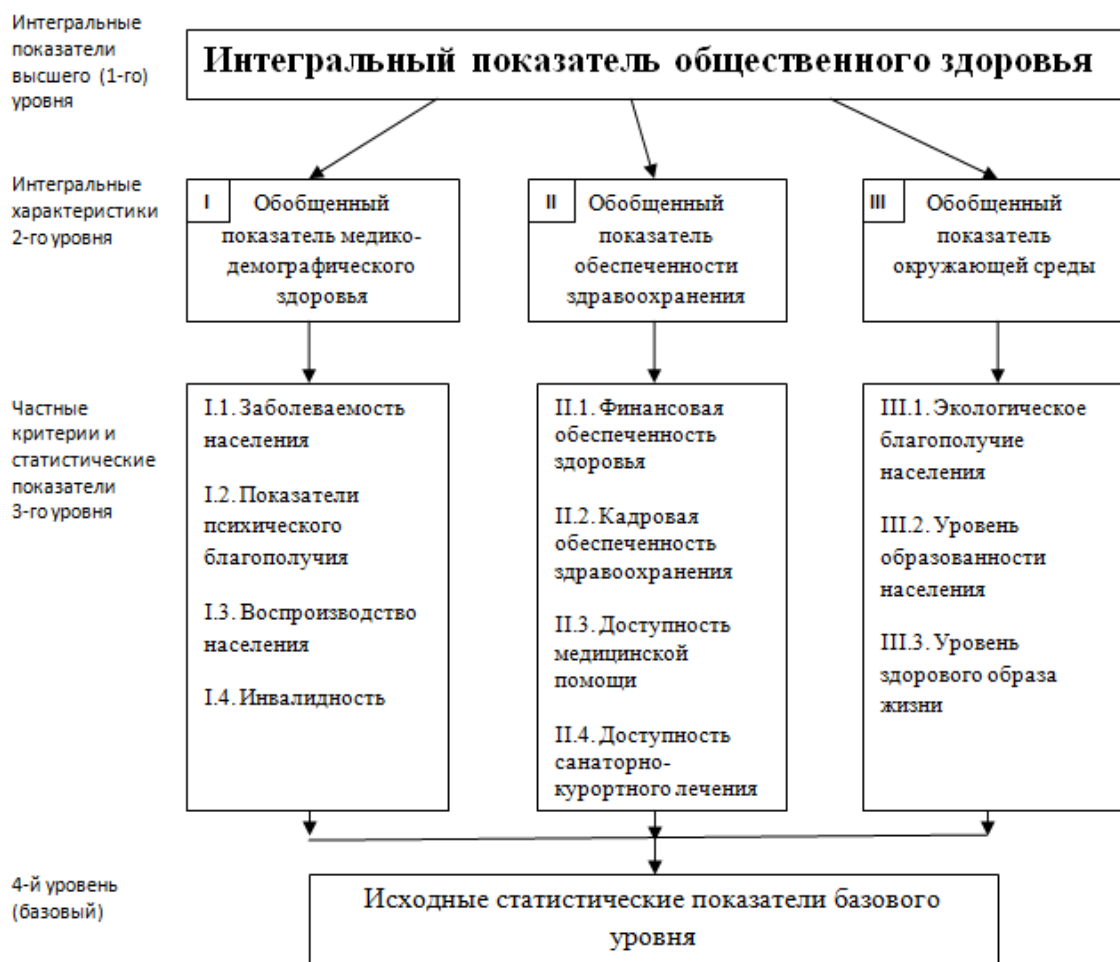 Интегральные
показатели
высшего (1-го)
уровня
Интегральный показатель общественного здоровья
Интегральные
характеристики
2-го уровня
I
Обобщенный
показатель медико-
демографического
здоровья
II
Обобщенный
показатель
обеспеченности
здравоохранения
III
Обобщенный
показатель
окружающей среды
Частные
критерии и
статистические
показатели
3-го уровня
I.1. Заболеваемость
населения
I.2. Показатели
психического
благополучия
I.3. Воспроизводство
населения
I.4. Инвалидность
II.1. Финансовая
обеспеченность
здоровья
II.2. Кадровая
обеспеченность
здравоохранения
II.3. Доступность
медицинской
помощи
II.4. Доступность
санаторно-
курортного лечения
III.1. Экологическое
благополучие
населения
III.2. Уровень
образованности
населения
III.3. Уровень
здорового образа
жизни
4-й уровень
(базовый)
Исходные статистические показатели базового
уровня